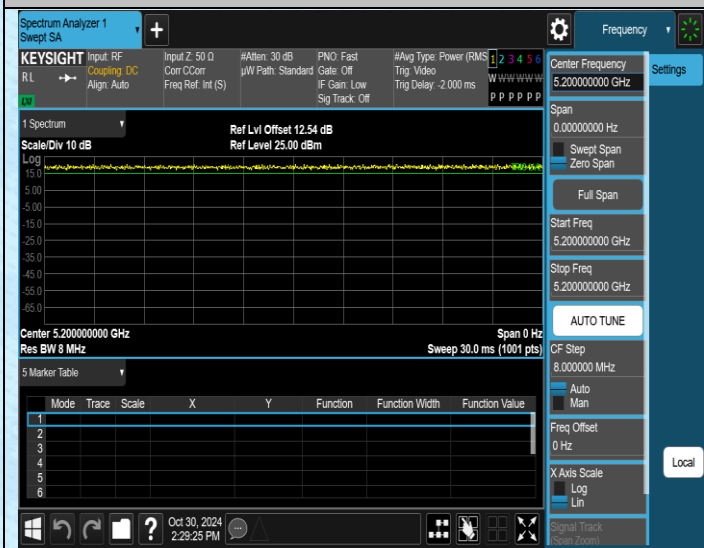 Spectrum Analyzer 1
Swept SA
Frequency
KEYSIGHT
RL
LXI
Input: RF
Coupling: DC
Align: Auto
Input Z: 50 Ω
Corr CCorr
Freq Ref: Int (S)
#Atten: 30 dB
µW Path: Standard
PNO: Fast
Gate: Off
IF Gain: Low
Sig Track: Off
#Avg Type: Power (RMS
Trig: Video
Trig Delay: -2.000 ms
1 2 3 4 5 6
W W W W W W
P P P P P P
1 Spectrum
Scale/Div 10 dB
Ref Lvl Offset 12.54 dB
Ref Level 25.00 dBm
Log
15.0
5.00
-5.00
-15.0
-25.0
-35.0
-45.0
-55.0
-65.0
Center 5.200000000 GHz
Span 0 Hz
Res BW 8 MHz
Sweep 30.0 ms (1001 pts)
5 Marker Table
Mode Trace Scale X Y Function Function Width Function Value
1
2
3
4
5
6
Oct 30, 2024
2:29:25 PM
Center Frequency
5.200000000 GHz
Settings
Span
0.00000000 Hz
Swept Span
Zero Span
Full Span
Start Freq
5.200000000 GHz
Stop Freq
5.200000000 GHz
AUTO TUNE
CF Step
8.000000 MHz
Auto
Man
Freq Offset
0 Hz
X Axis Scale
Log
Lin
Signal Track
(Span Zoom)
Local